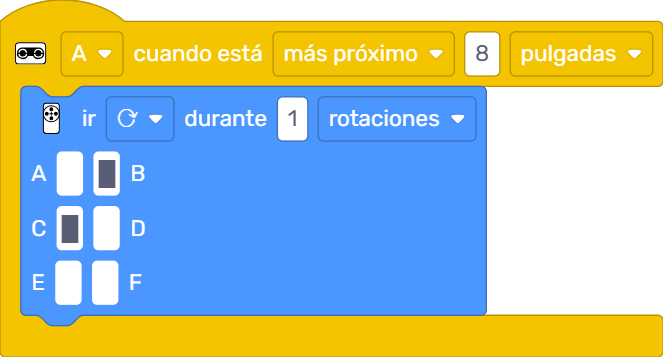 A cuando está más próximo 8 pulgadas
ir durante 1 rotaciones
A B
C D
E F